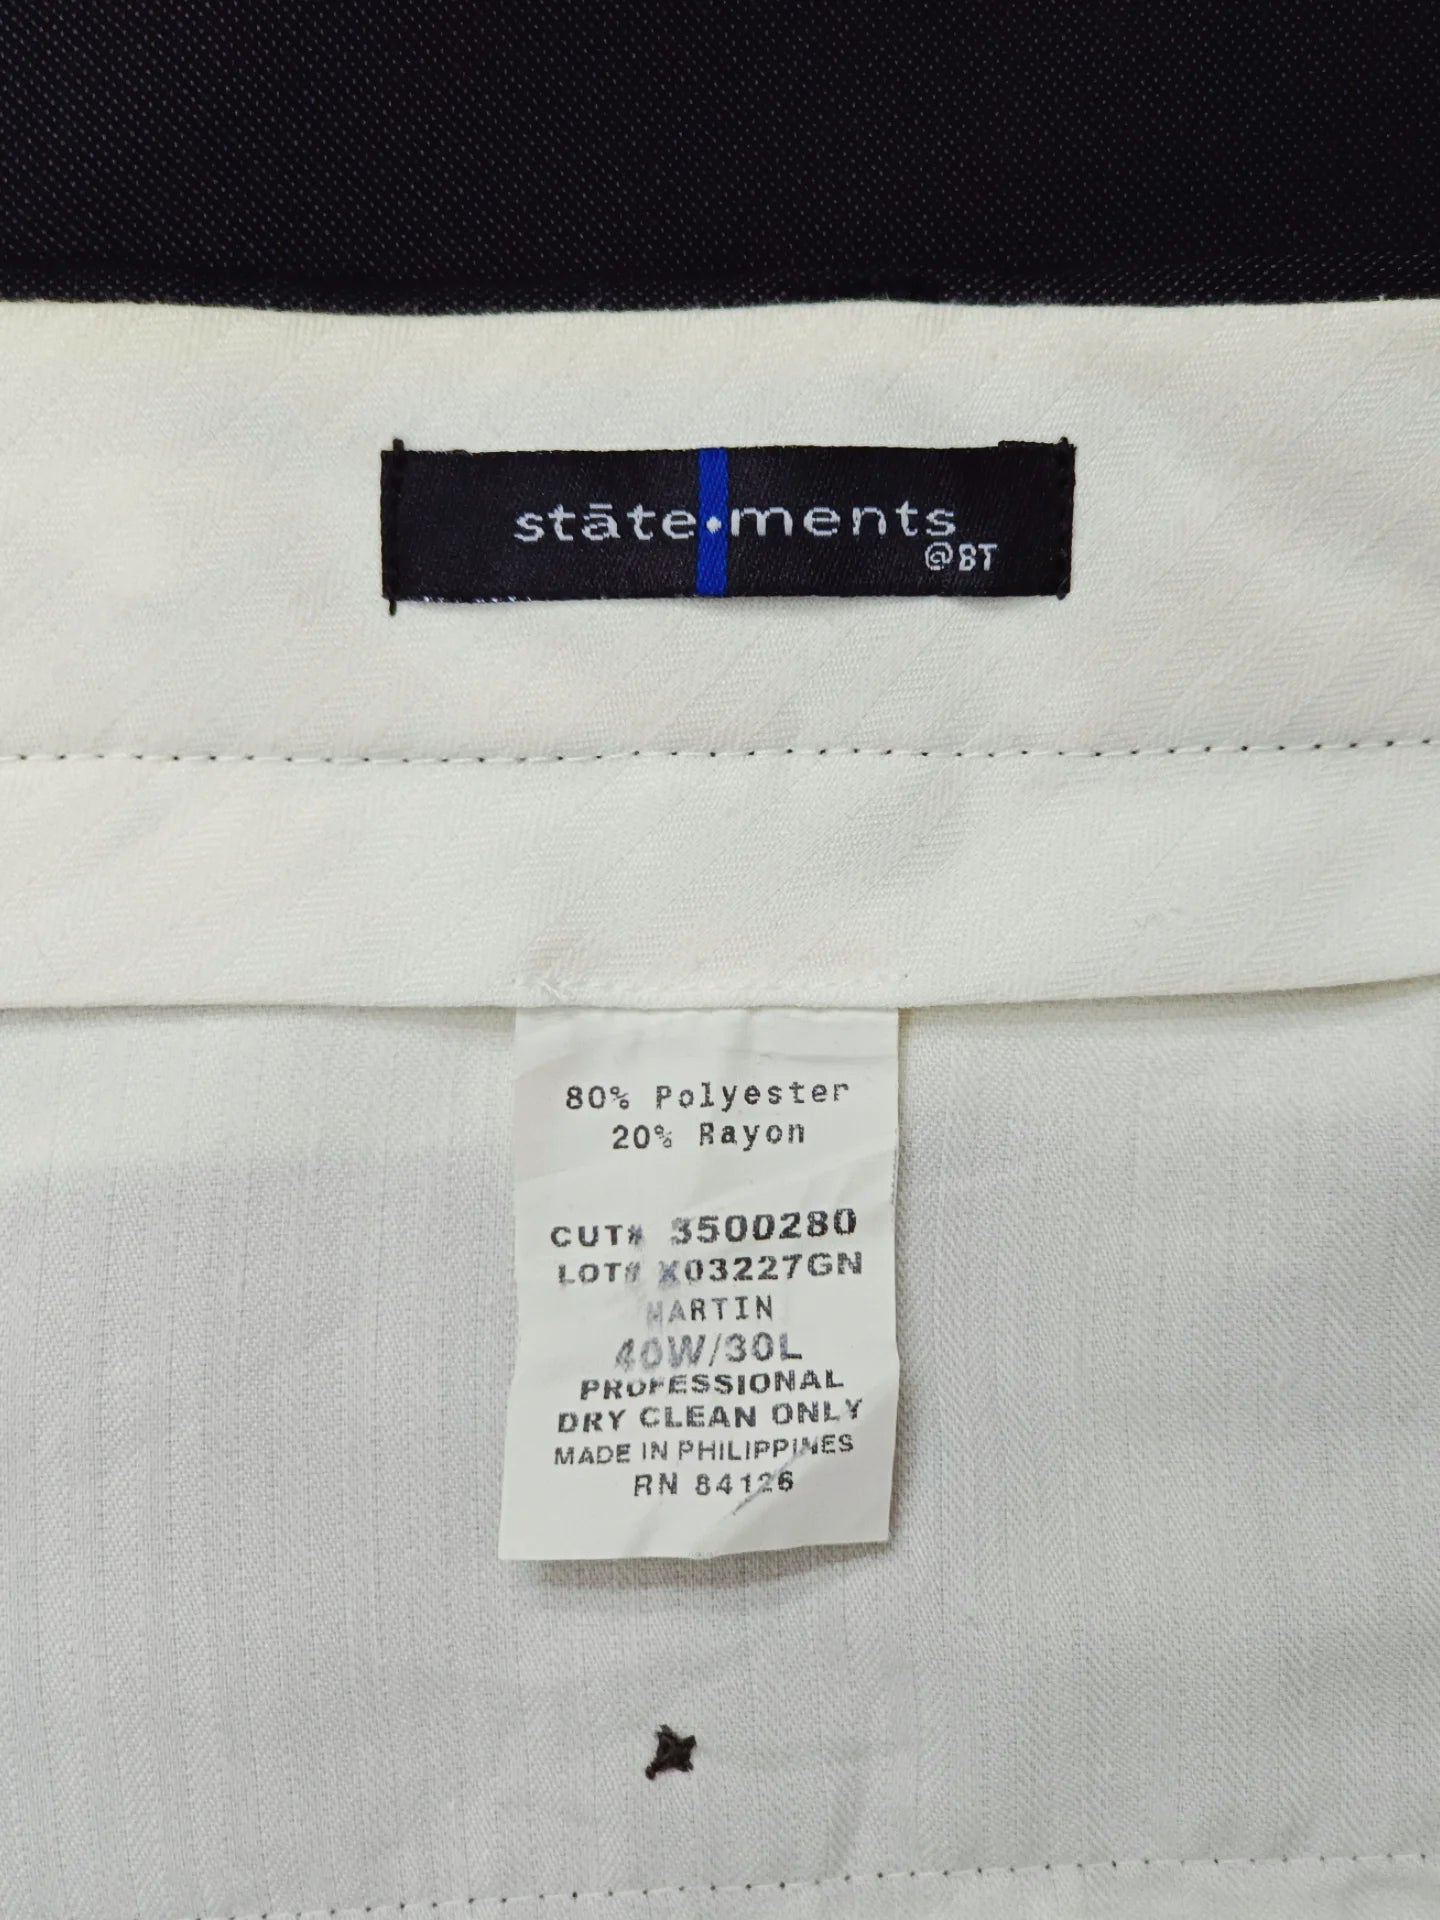 stāte•ments
@BT
80% Polyester
20% Rayon
CUT# 3500280
LOT# X03227GN
MARTIN
40W/30L
PROFESSIONAL
DRY CLEAN ONLY
MADE IN PHILIPPINES
RN 84126